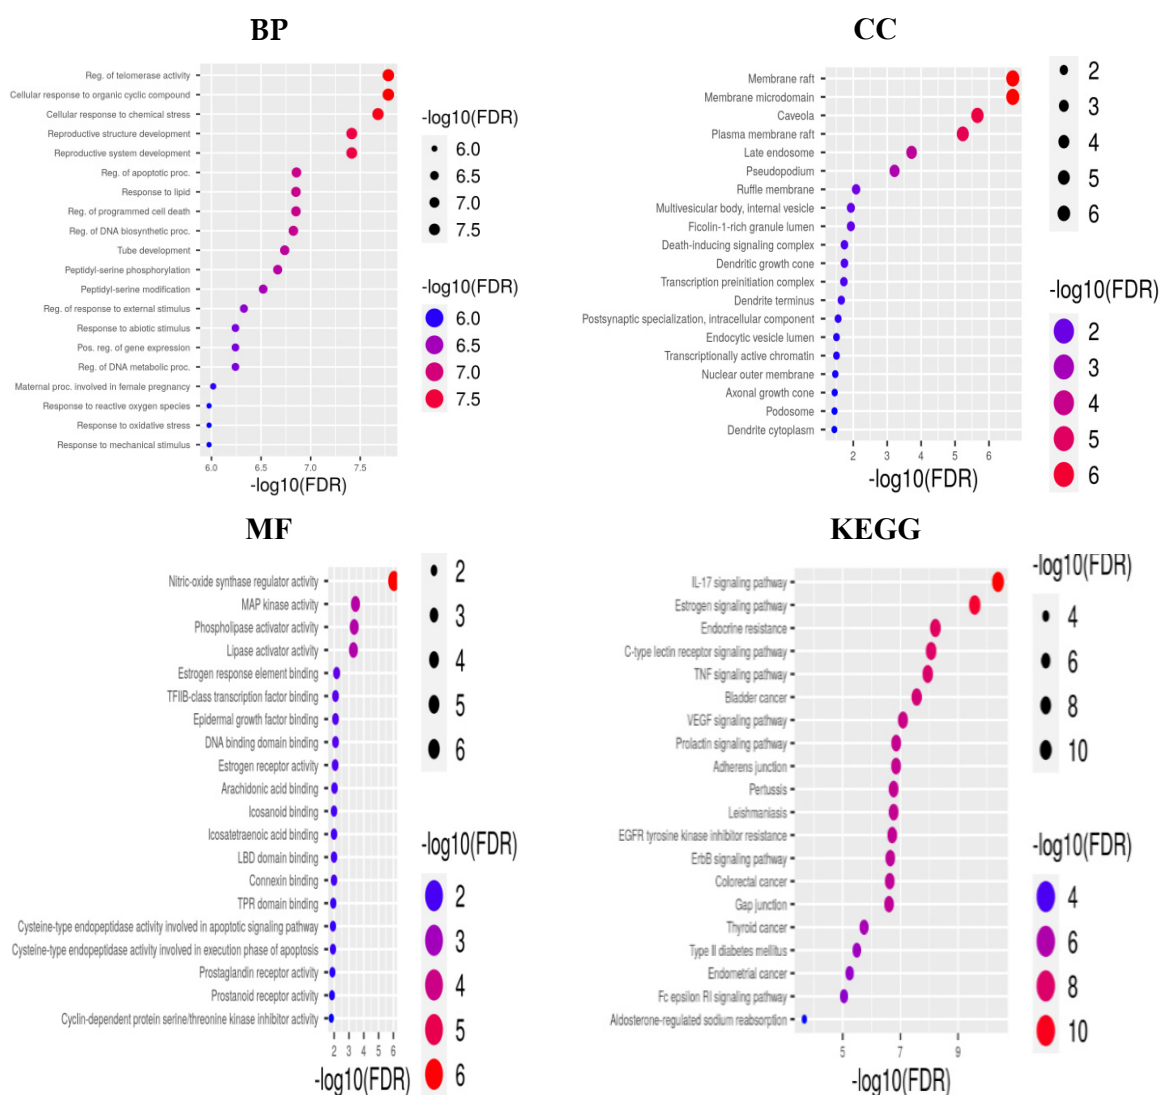 BP
Reg. of telomerase activity
Cellular response to organic cyclic compound
Cellular response to chemical stress
Reproductive structure development
Reproductive system development
Reg. of apoptotic proc.
Response to lipid
Reg. of programmed cell death
Reg. of DNA biosynthetic proc.
Tube development
Peptidyl-serine phosphorylation
Peptidyl-serine modification
Reg. of response to external stimulus
Response to abiotic stimulus
Pos. reg. of gene expression
Reg. of DNA metabolic proc.
Maternal proc. involved in female pregnancy
Response to reactive oxygen species
Response to oxidative stress
Response to mechanical stimulus
6.0 6.5 7.0 7.5
-log10(FDR)
-log10(FDR)
6.0
6.5
7.0
7.5
-log10(FDR)
6.0
6.5
7.0
7.5
CC
Membrane raft
Membrane microdomain
Caveola
Plasma membrane raft
Late endosome
Pseudopodium
Ruffle membrane
Multivesicular body, internal vesicle
Ficolin-1-rich granule lumen
Death-inducing signaling complex
Dendritic growth cone
Transcription preinitiation complex
Dendrite terminus
Postsynaptic specialization, intracellular component
Endocytic vesicle lumen
Transcriptionally active chromatin
Nuclear outer membrane
Axonal growth cone
Podosome
Dendrite cytoplasm
2 3 4 5 6
-log10(FDR)
2
3
4
5
6
-log10(FDR)
2
3
4
5
6
MF
Nitric-oxide synthase regulator activity
MAP kinase activity
Phospholipase activator activity
Lipase activator activity
Estrogen response element binding
TFIIB-class transcription factor binding
Epidermal growth factor binding
DNA binding domain binding
Estrogen receptor activity
Arachidonic acid binding
Icosanoid binding
Icosatetraenoic acid binding
LBD domain binding
Connexin binding
TPR domain binding
Cysteine-type endopeptidase activity involved in apoptotic signaling pathway
Cysteine-type endopeptidase activity involved in execution phase of apoptosis
Prostaglandin receptor activity
Prostanoid receptor activity
Cyclin-dependent protein serine/threonine kinase inhibitor activity
2 3 4 5 6
-log10(FDR)
2
3
4
5
6
-log10(FDR)
2
3
4
5
6
KEGG
IL-17 signaling pathway
Estrogen signaling pathway
Endocrine resistance
C-type lectin receptor signaling pathway
TNF signaling pathway
Bladder cancer
VEGF signaling pathway
Prolactin signaling pathway
Adherens junction
Pertussis
Leishmaniasis
EGFR tyrosine kinase inhibitor resistance
ErbB signaling pathway
Colorectal cancer
Gap junction
Thyroid cancer
Type II diabetes mellitus
Endometrial cancer
Fc epsilon RI signaling pathway
Aldosterone-regulated sodium reabsorption
5 7 9
-log10(FDR)
-log10(FDR)
4
6
8
10
-log10(FDR)
4
6
8
10